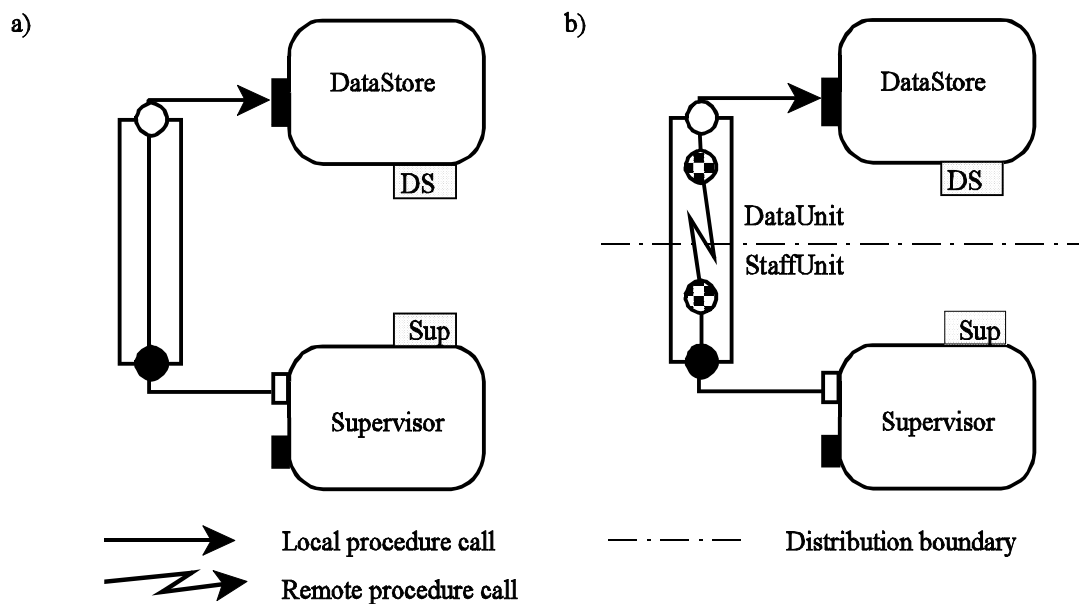 a)
DataStore
DS
Sup
Supervisor
b)
DataStore
DS
DataUnit
StaffUnit
Sup
Supervisor
Local procedure call
Remote procedure call
Distribution boundary